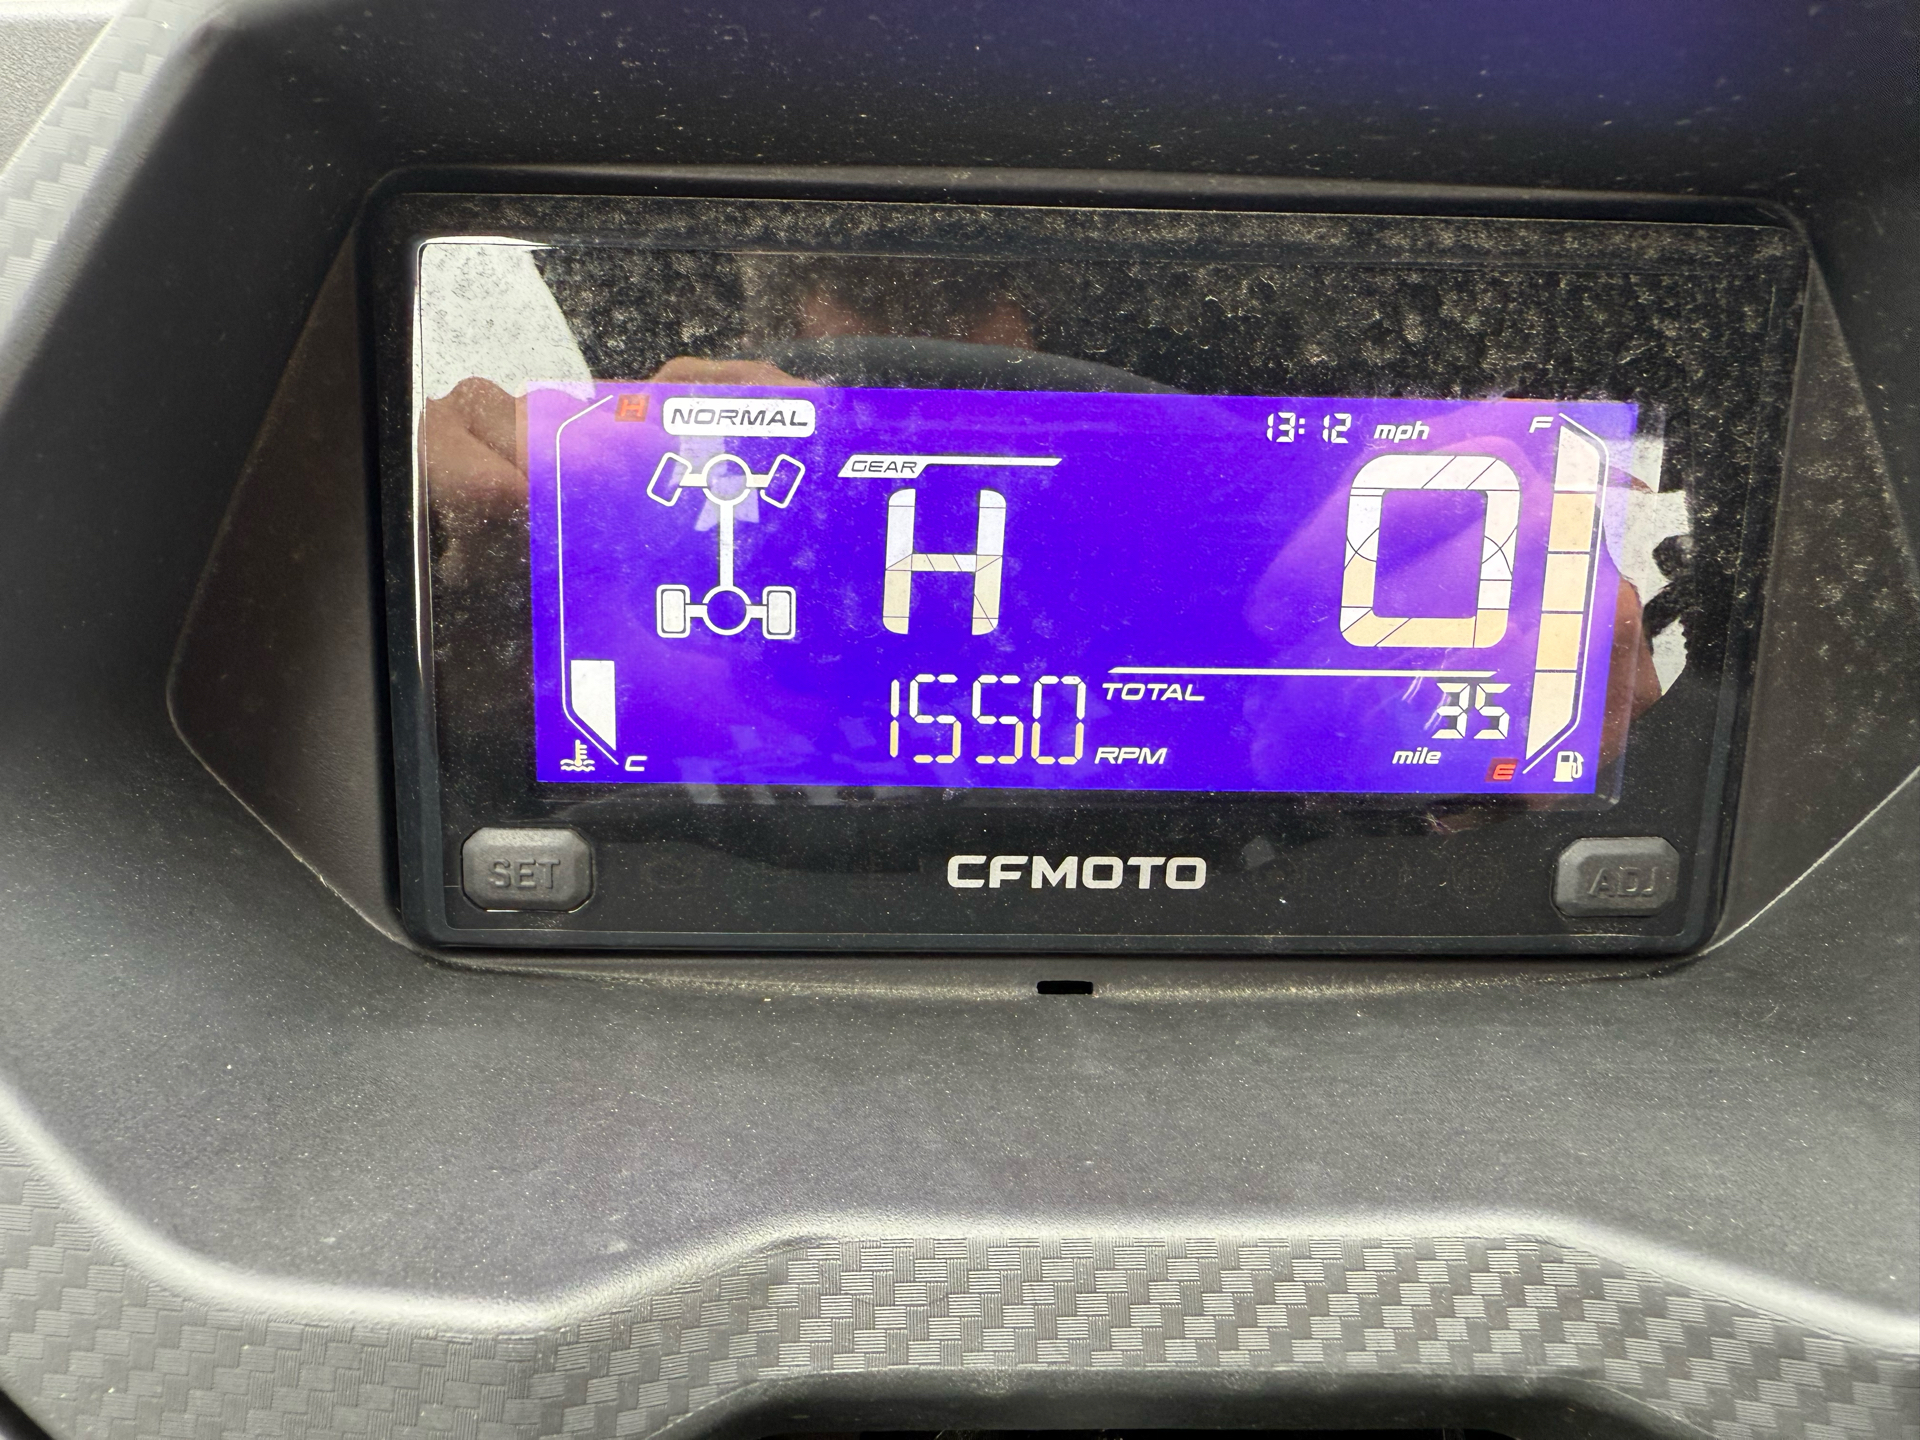 H NORMAL
13:12 mph F
GEAR
H 0
1550 RPM
TOTAL 35
mile E
C
SET CFMOTO ADJ